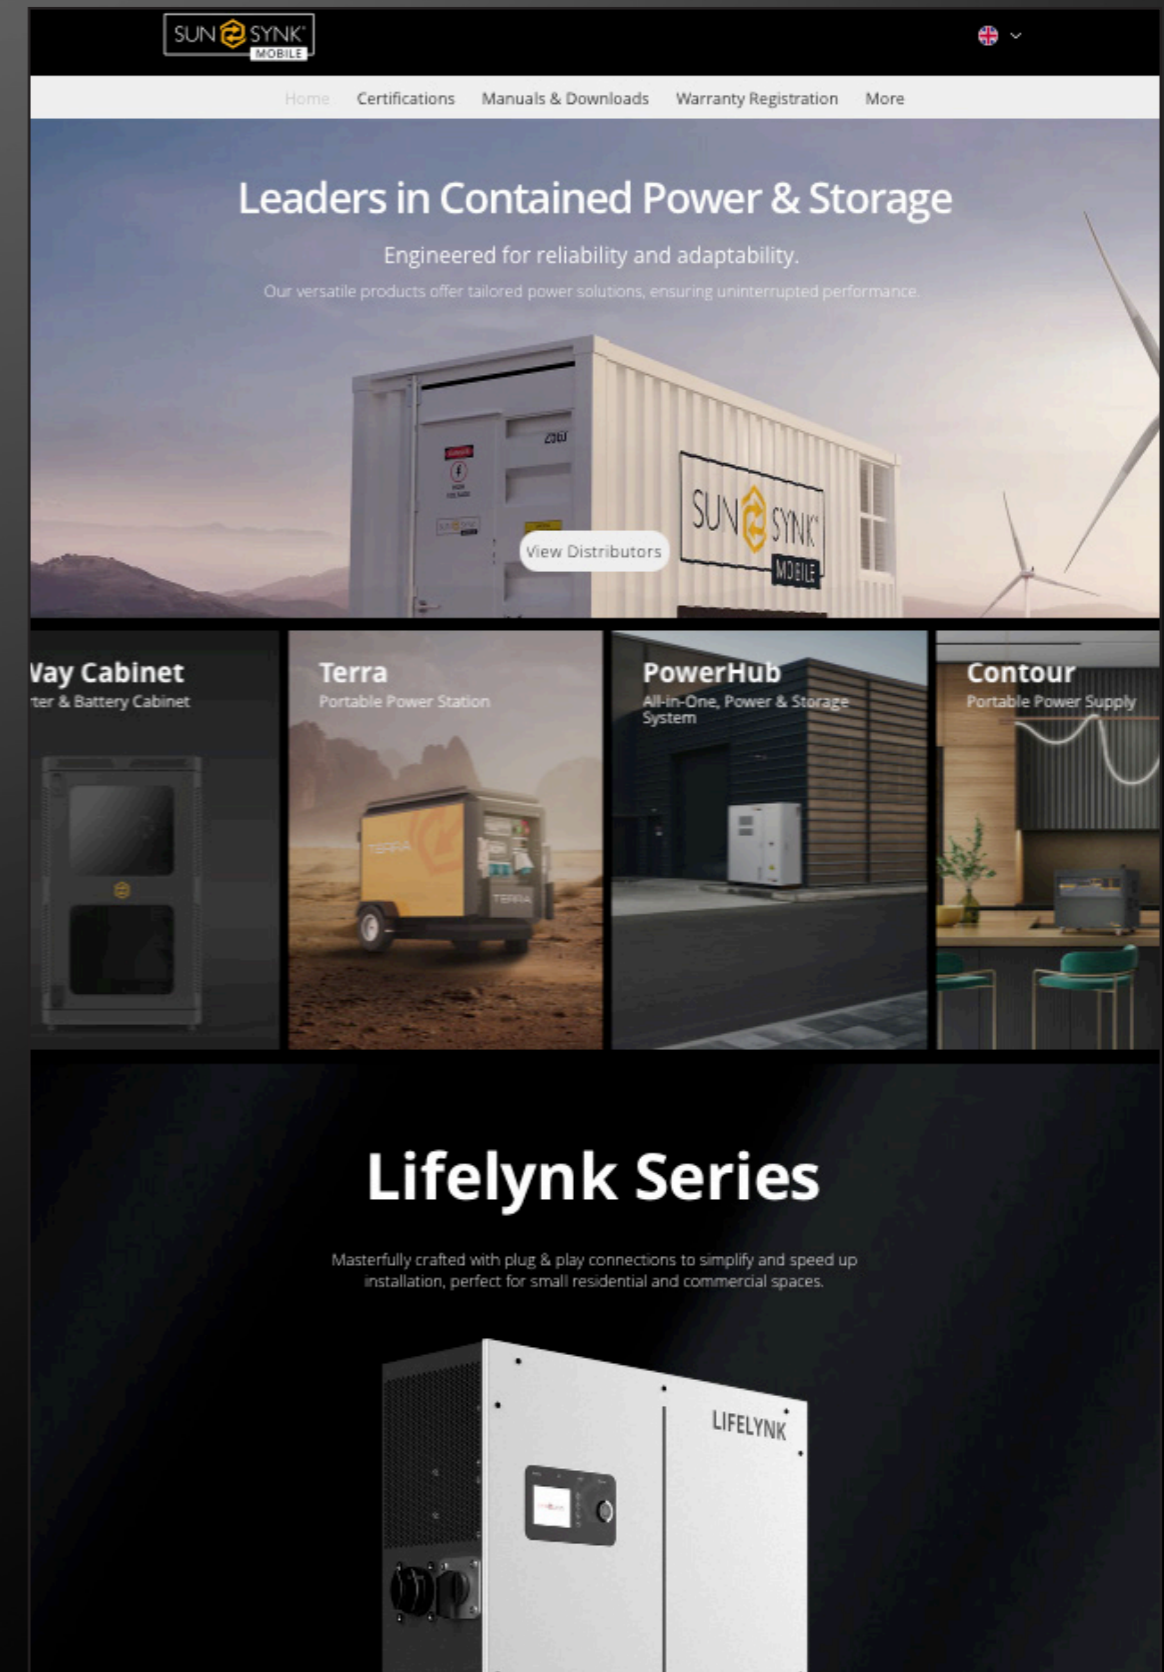 SUN SYNK
MOBILE
Home Certifications Manuals & Downloads Warranty Registration More
Leaders in Contained Power & Storage
Engineered for reliability and adaptability.
Our versatile products offer tailored power solutions, ensuring uninterrupted performance.
SUN SYNK
MOBILE
View Distributors
Way Cabinet
ter & Battery Cabinet
Terra
Portable Power Station
TERRA
TERRA
PowerHub
All-in-One, Power & Storage
System
Contour
Portable Power Supply
Lifelynk Series
Masterfully crafted with plug & play connections to simplify and speed up
installation, perfect for small residential and commercial spaces.
LIFELYNK